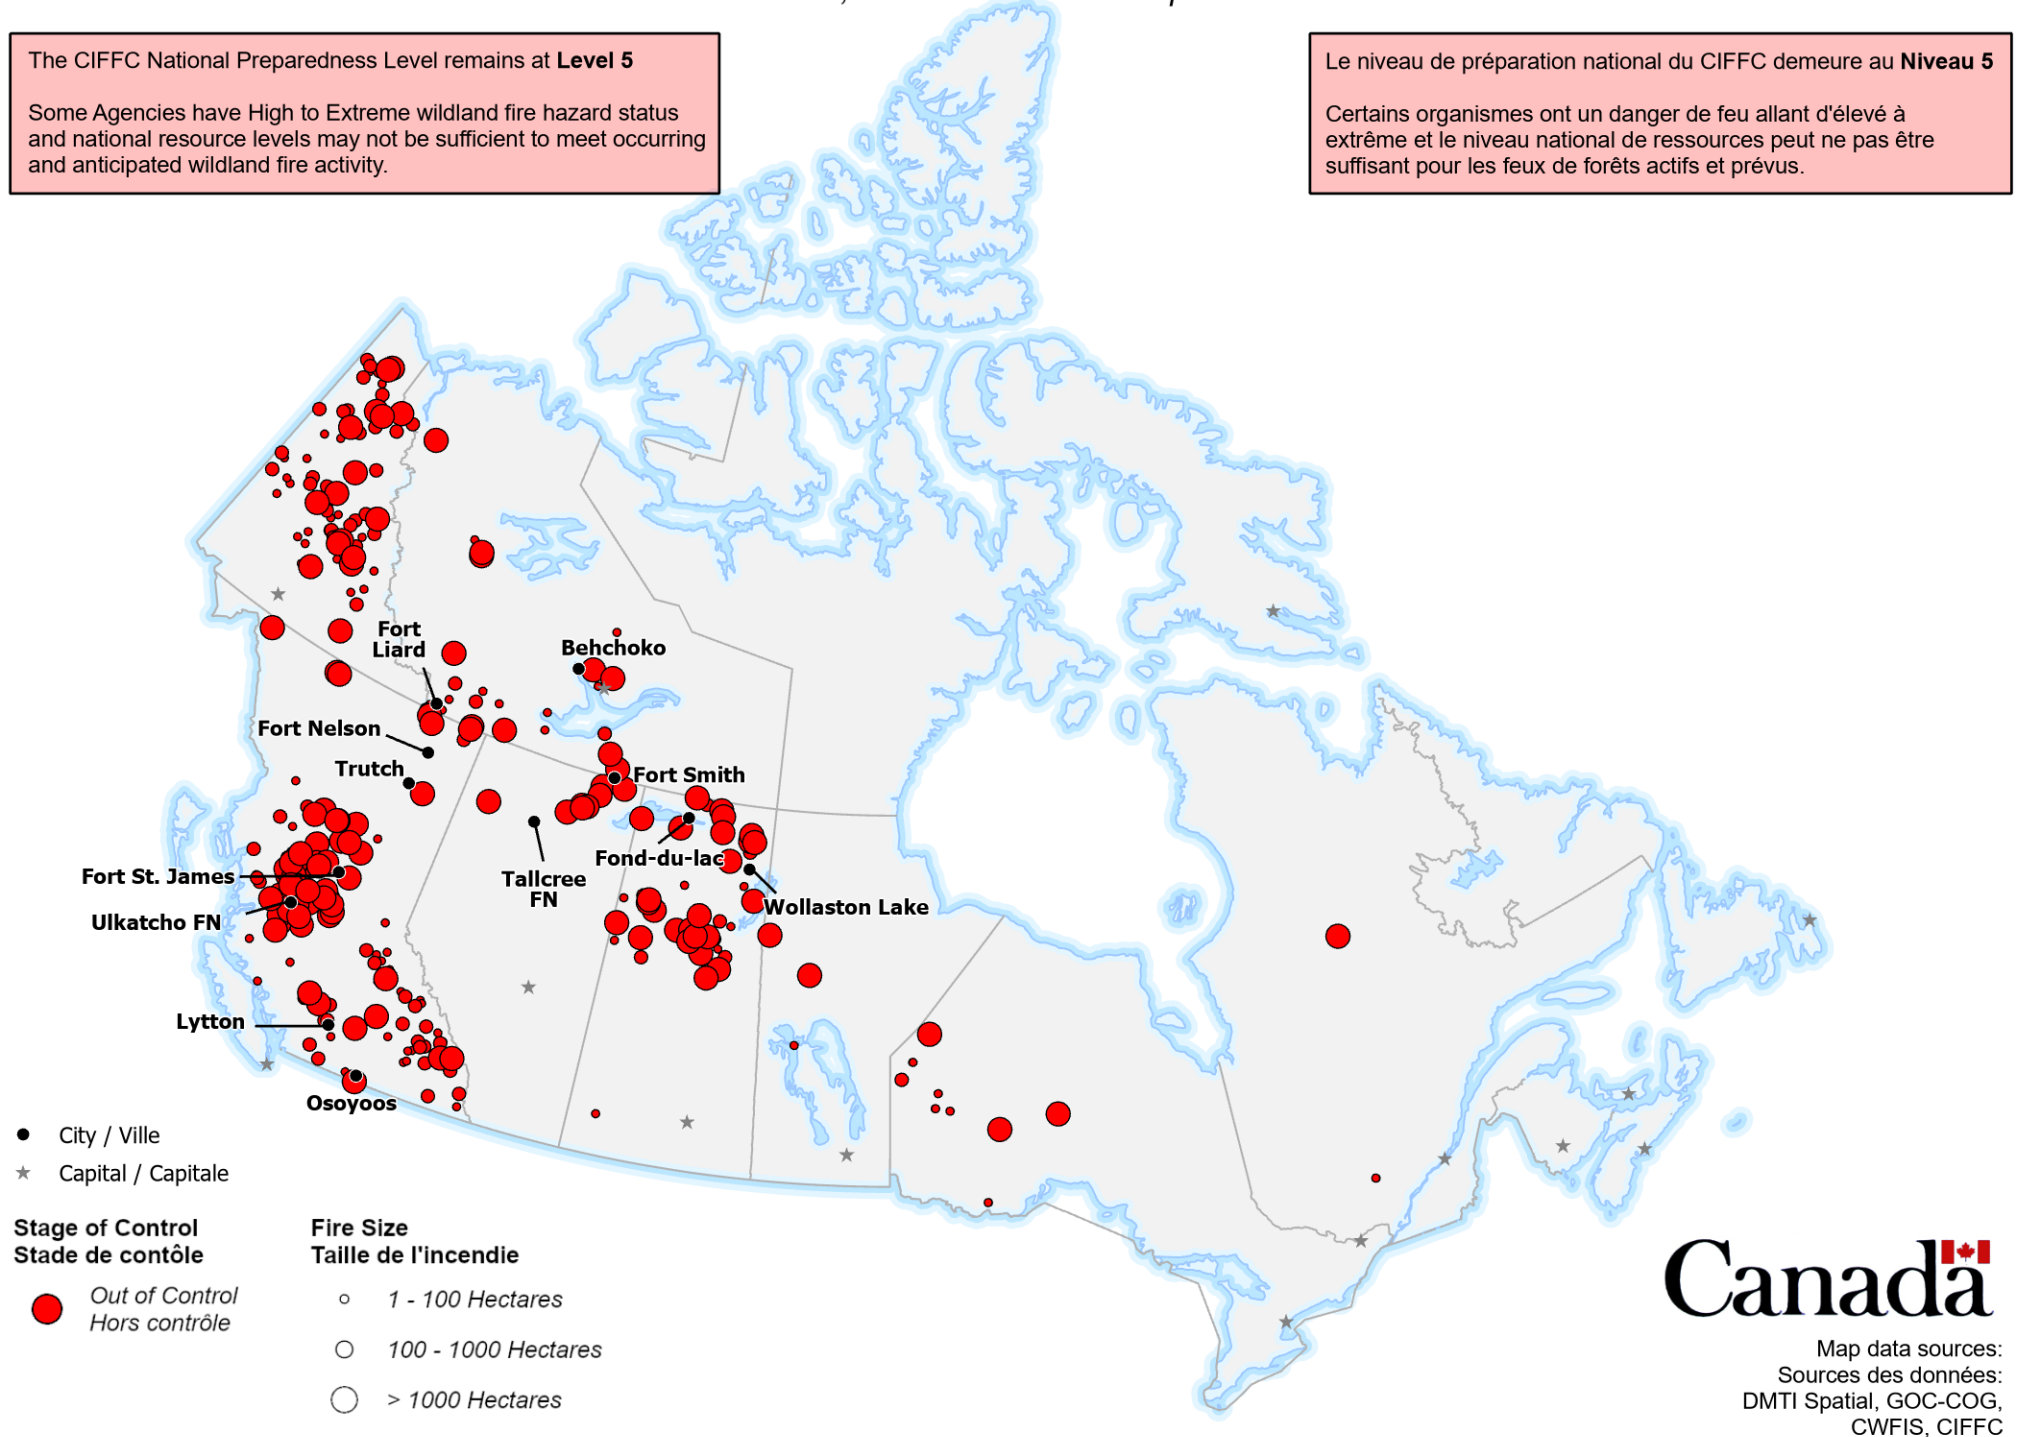 The CIFFC National Preparedness Level remains at Level 5
Some Agencies have High to Extreme wildland fire hazard status
and national resource levels may not be sufficient to meet occurring
and anticipated wildland fire activity.
Le niveau de préparation national du CIFFC demeure au Niveau 5
Certains organismes ont un danger de feu allant d'élevé à
extrême et le niveau national de ressources peut ne pas être
suffisant pour les feux de forêts actifs et prévus.
Fort
Liard
Behchoko
Fort Nelson
Trutch
Fort Smith
Fond-du-lac
Tallcree
FN
Fort St. James
Wollaston Lake
Ulkatcho FN
Lytton
Osoyoos
City / Ville
Capital / Capitale
Stage of Control
Stade de contôle
Out of Control
Hors contrôle
Fire Size
Taille de l'incendie
1 - 100 Hectares
100 - 1000 Hectares
> 1000 Hectares
Canada
Map data sources:
Sources des données:
DMTI Spatial, GOC-COG,
CWFIS, CIFFC